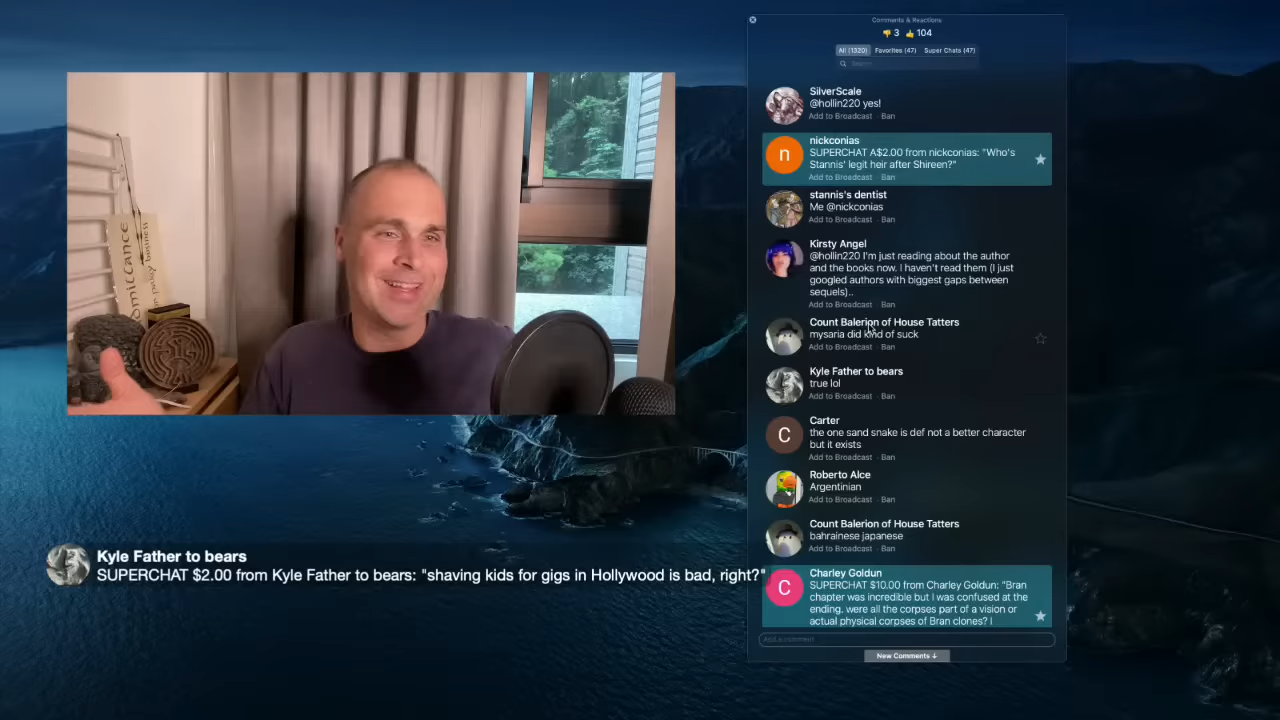 Comments & Reactions
👎 3 👍 104
All (1320) Favorites (47) Super Chats (47)
Search
SilverScale
@hollin220 yes!
Add to Broadcast · Ban
n
nickconias
SUPERCHAT A$2.00 from nickconias: "Who's
Stannis' legit heir after Shireen?"
Add to Broadcast · Ban
stannis's dentist
Me @nickconias
Add to Broadcast · Ban
Kirsty Angel
@hollin220 I'm just reading about the author
and the books now. I haven't read them (I just
googled authors with biggest gaps between
sequels)..
Add to Broadcast · Ban
Count Balerion of House Tatters
mysaria did kind of suck
Add to Broadcast · Ban
Kyle Father to bears
true lol
Add to Broadcast · Ban
C
Carter
the one sand snake is def not a better character
but it exists
Add to Broadcast · Ban
Roberto Alce
Argentinian
Add to Broadcast · Ban
Count Balerion of House Tatters
bahrainese japanese
Add to Broadcast · Ban
C
Charley Goldun
SUPERCHAT $10.00 from Charley Goldun: "Bran
chapter was incredible but I was confused at the
ending. were all the corpses part of a vision or
actual physical corpses of Bran clones? I
Add a comment
New Comments ↓
Kyle Father to bears
SUPERCHAT $2.00 from Kyle Father to bears: "shaving kids for gigs in Hollywood is bad, right?"